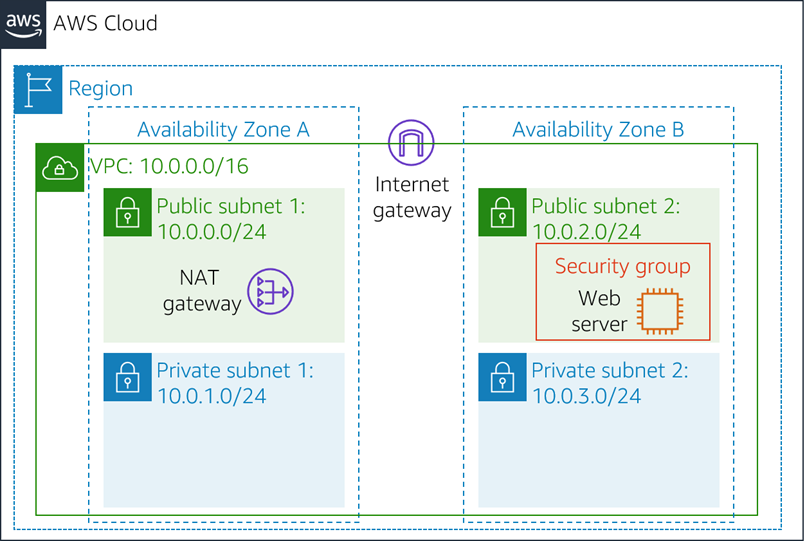 aws
AWS Cloud
Region
Availability Zone A
Availability Zone B
VPC: 10.0.0.0/16
Internet
gateway
Public subnet 1:
10.0.0.0/24
NAT
gateway
Public subnet 2:
10.0.2.0/24
Security group
Web
server
Private subnet 1:
10.0.1.0/24
Private subnet 2:
10.0.3.0/24